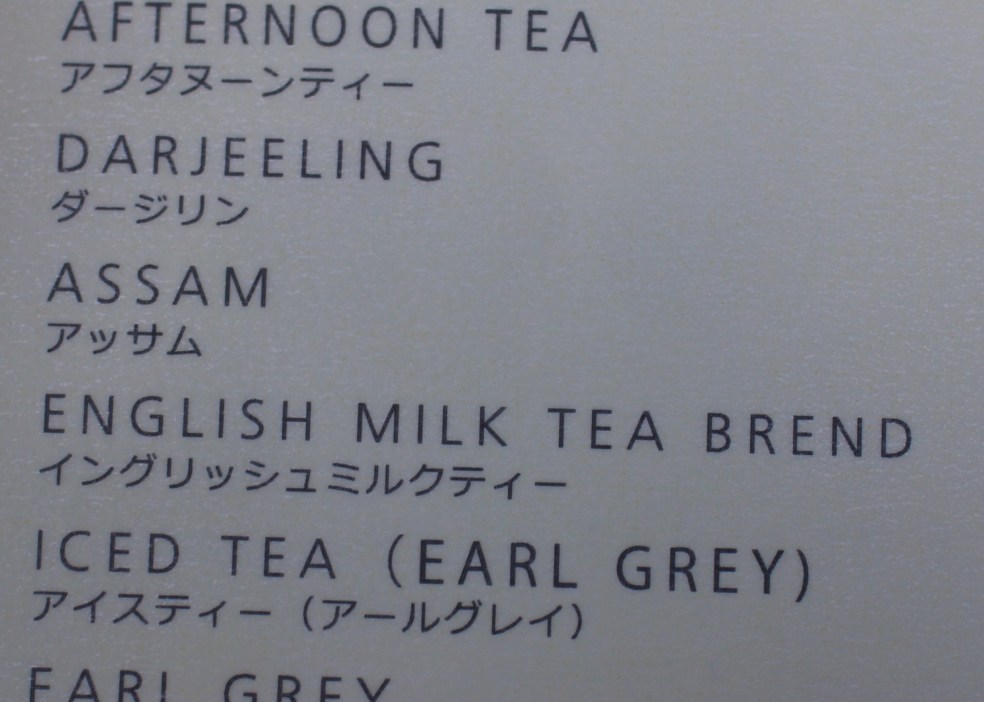 AFTERNOON TEA
アフタヌーンティー
DARJEELING
ダージリン
ASSAM
アッサム
ENGLISH MILK TEA BREND
イングリッシュミルクティー
ICED TEA (EARL GREY)
アイスティー（アールグレイ）
EARL GREY